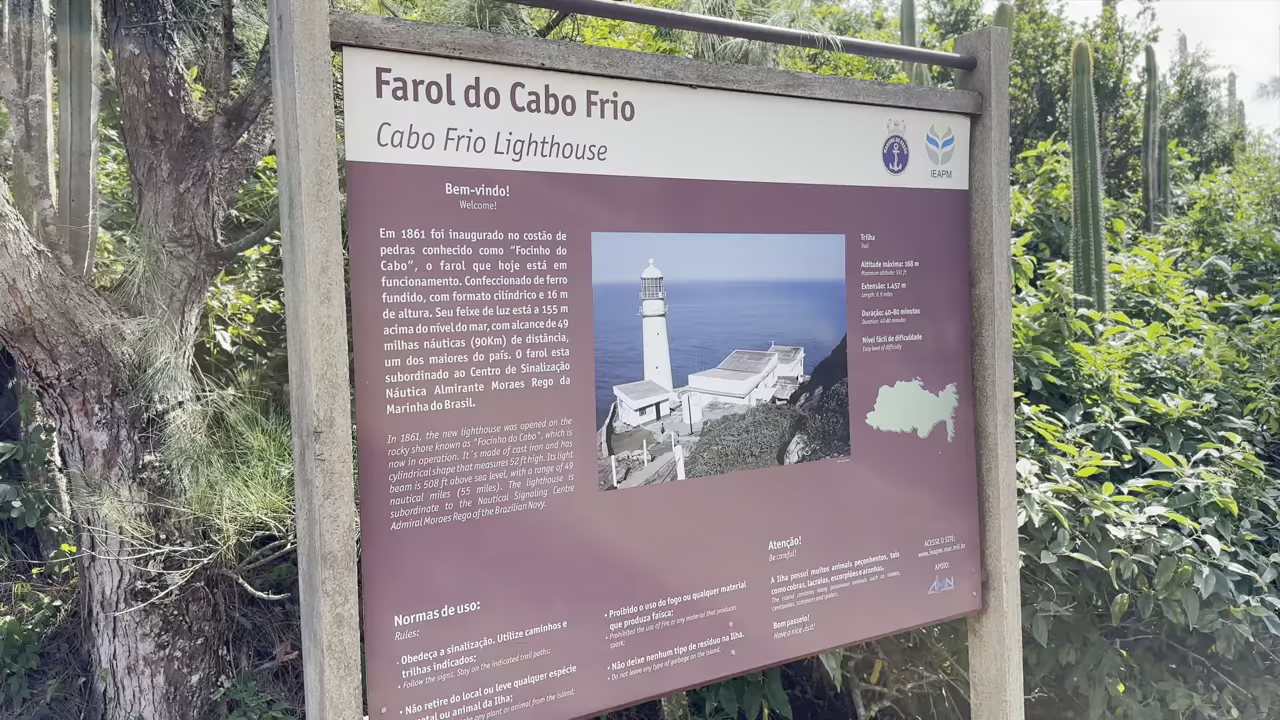 Farol do Cabo Frio
Cabo Frio Lighthouse
IEAPM
Bem-vindo!
Welcome!
Em 1861 foi inaugurado no costão de
pedras conhecido como “Focinho do
Cabo”, o farol que hoje está em
funcionamento. Confeccionado de ferro
fundido, com formato cilíndrico e 16 m
de altura. Seu feixe de luz está a 155 m
acima do nível do mar, com alcance de 49
milhas náuticas (90Km) de distância,
um dos maiores do país. O farol esta
subordinado ao Centro de Sinalização
Náutica Almirante Moraes Rego da
Marinha do Brasil.
In 1861, the new lighthouse was opened on the
rocky shore known as "Focinho do Cabo", which is
now in operation. It´s made of cast iron and has
cylindrical shape that measures 52 ft high. Its light
beam is 508 ft above sea level, with a range of 49
nautical miles (55 miles). The lighthouse is
subordinate to the Nautical Signaling Centre
Admiral Moraes Rego of the Brazilian Navy.
Trilha
Trail
Altitude máxima: 168 m
Maximum altitude: 551 ft
Extensão: 1.457 m
Length: 0.9 miles
Duração: 40-80 minutos
Duration: 40-80 minutes
Nível fácil de dificuldade
Easy level of difficulty
Normas de uso:
Rules:
• Obedeça a sinalização. Utilize caminhos e
trilhas indicados;
• Follow the signs. Stay on the indicated trail paths;
• Não retire do local ou leve qualquer espécie
etal ou animal da Ilha;
ke any plant or animal from the island;
• Proibido o uso do fogo ou qualquer material
que produza faísca;
• Prohibited the use of fire or any material that produces
spark;
• Não deixe nenhum tipo de resíduo na Ilha.
• Do not leave any type of garbage on the island.
Atenção!
Be careful!
A Ilha possui muitos animais peçonhentos, tais
como cobras, lacraias, escorpiões e aranhas.
The island contains many poisonous animals such as snakes,
centipedes, scorpions and spiders.
Bom passeio!
Have a nice visit!
ACESSE O SITE:
www.ieapm.mar.mil.br
APOIO: